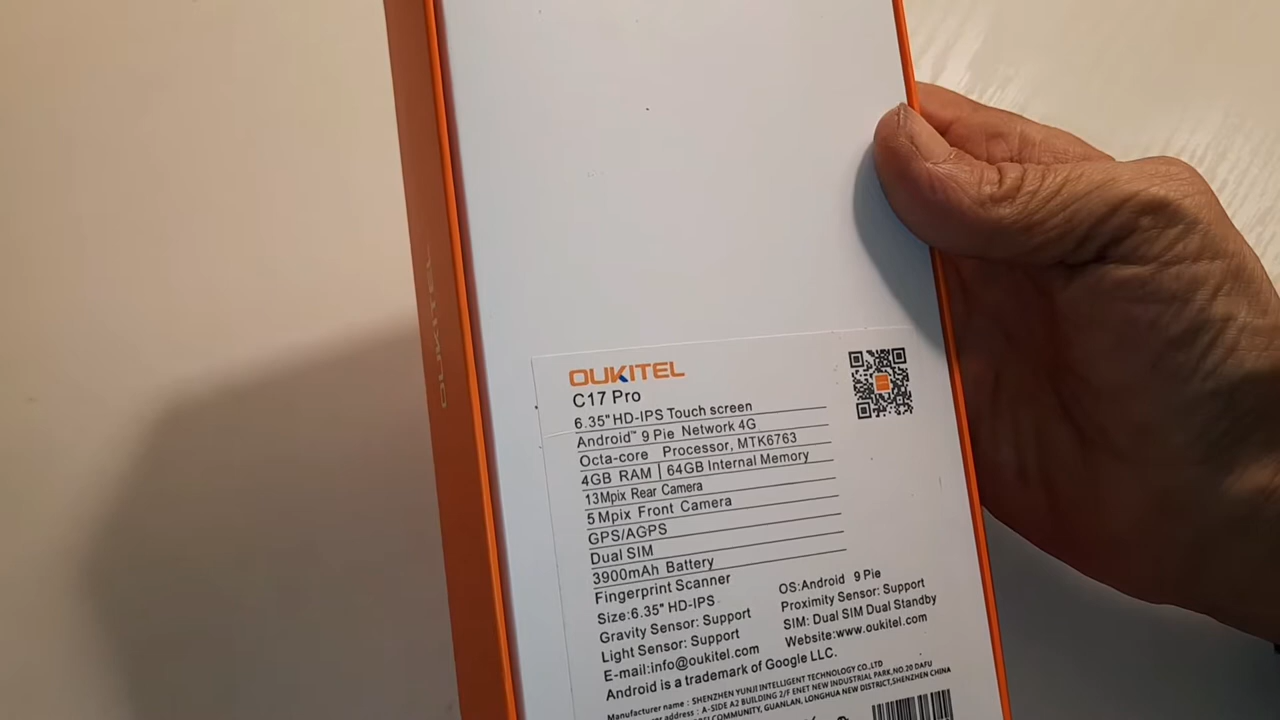 OUKITEL
OUKITEL
C17 Pro
6.35" HD-IPS Touch screen
Android™ 9 Pie Network 4G
Octa-core Processor, MTK6763
4GB RAM | 64GB Internal Memory
13Mpix Rear Camera
5Mpix Front Camera
GPS/AGPS
Dual SIM
3900mAh Battery
Fingerprint Scanner
Size:6.35" HD-IPS OS:Android 9 Pie
Gravity Sensor: Support Proximity Sensor: Support
Light Sensor: Support SIM: Dual SIM Dual Standby
E-mail:info@oukitel.com Website:www.oukitel.com
Android is a trademark of Google LLC.
Manufacturer name : SHENZHEN YUNJI INTELLIGENT TECHNOLOGY CO.,LTD
address : A-SIDE A2 BUILDING 2/F ENET NEW INDUSTRIAL PARK,NO.20 DAFU
COMMUNITY, GUANLAN, LONGHUA NEW DISTRICT,SHENZHEN CHINA